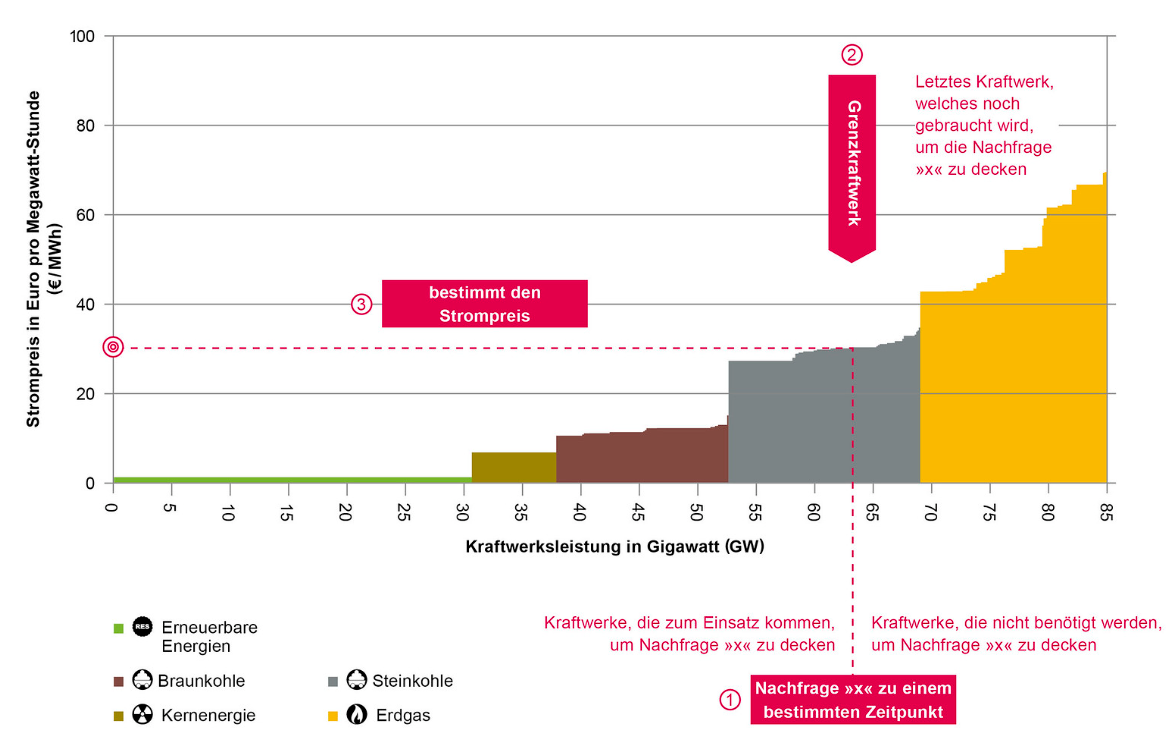 100
80
60
40
20
0
Strompreis in Euro pro Megawatt-Stunde
(€/MWh)
2
Grenzkraftwerk
Letztes Kraftwerk,
welches noch
gebraucht wird,
um die Nachfrage
»x« zu decken
3
bestimmt den
Strompreis
0
5
10
15
20
25
30
35
40
45
50
55
60
65
70
75
80
85
Kraftwerksleistung in Gigawatt (GW)
Kraftwerke, die zum Einsatz kommen,
um Nachfrage »x« zu decken
Kraftwerke, die nicht benötigt werden,
um Nachfrage »x« zu decken
1
Nachfrage »x« zu einem
bestimmten Zeitpunkt
RES
Erneuerbare
Energien
Braunkohle
Steinkohle
Kernenergie
Erdgas